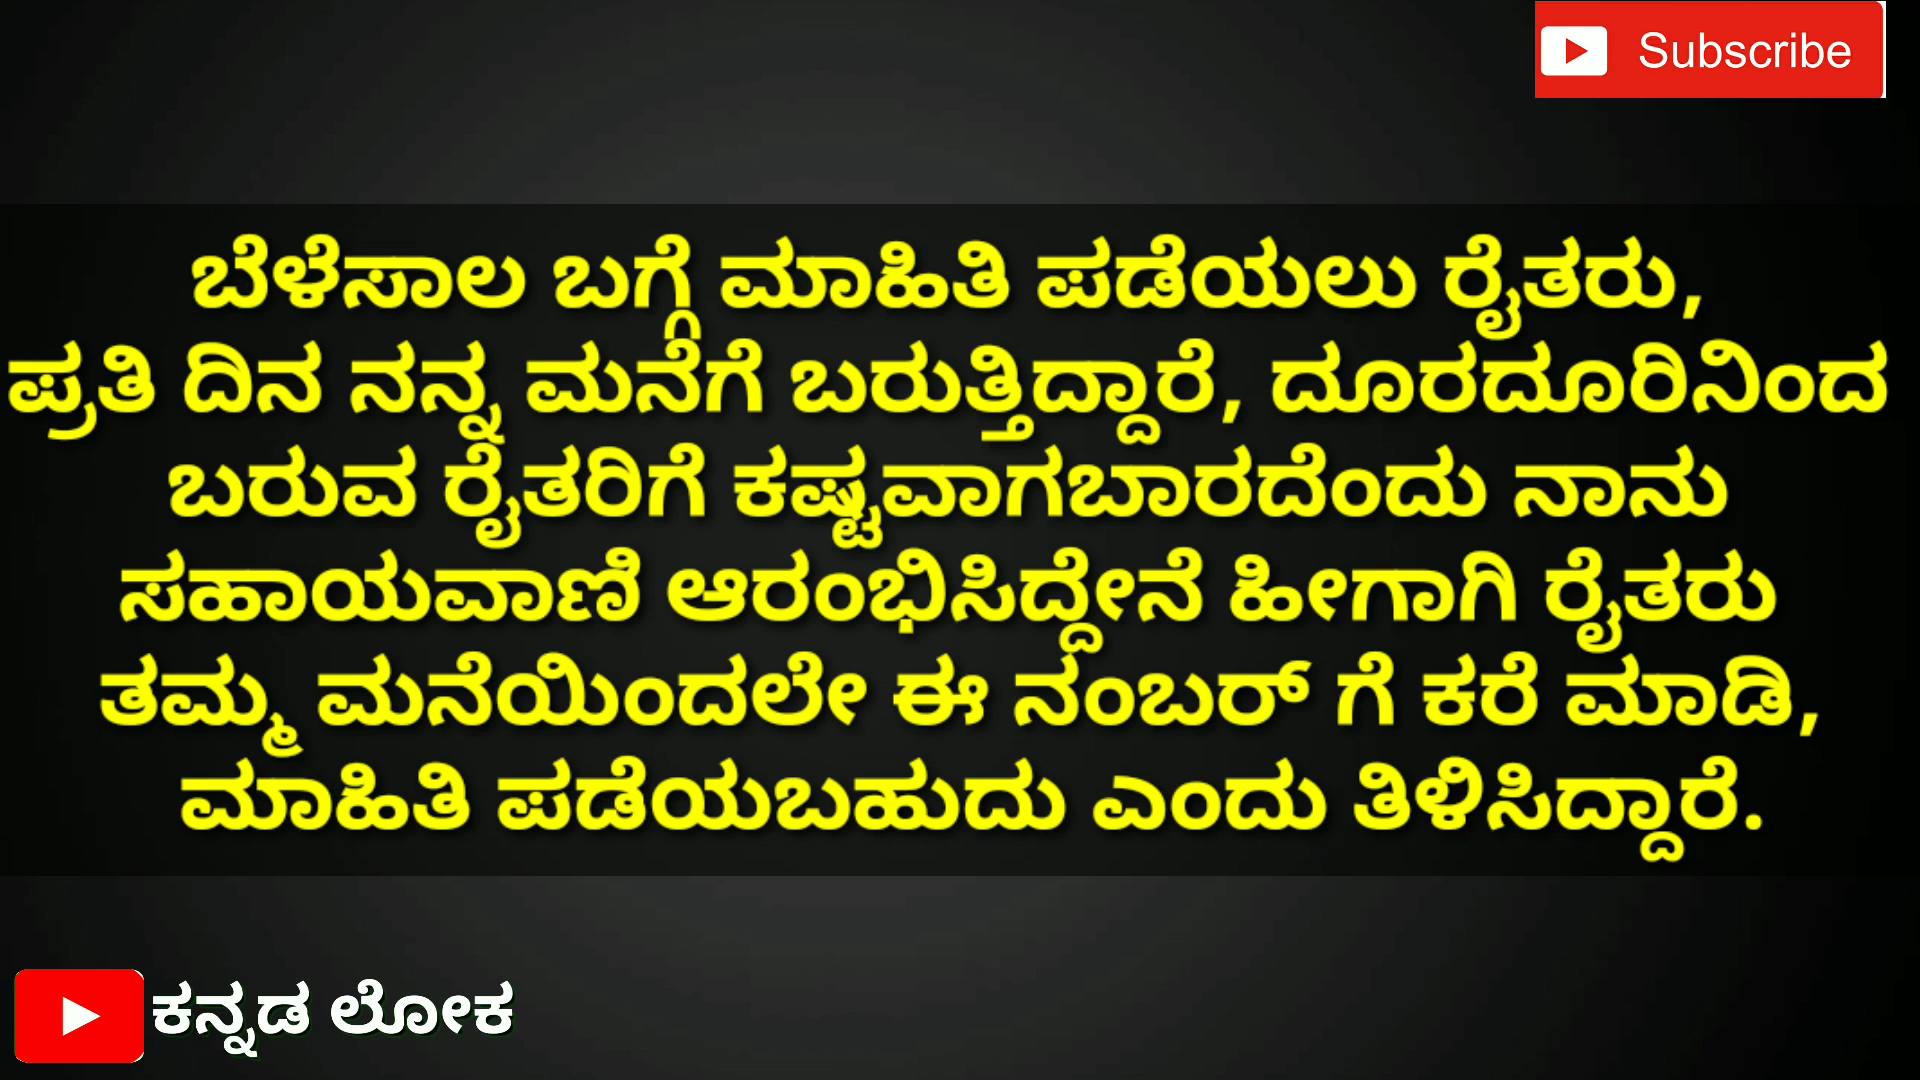 Subscribe
ಬೆಳೆಸಾಲ ಬಗ್ಗೆ ಮಾಹಿತಿ ಪಡೆಯಲು ರೈತರು,
ಪ್ರತಿ ದಿನ ನನ್ನ ಮನೆಗೆ ಬರುತ್ತಿದ್ದಾರೆ, ದೂರದೂರಿನಿಂದ
ಬರುವ ರೈತರಿಗೆ ಕಷ್ಟವಾಗಬಾರದೆಂದು ನಾನು
ಸಹಾಯವಾಣಿ ಆರಂಭಿಸಿದ್ದೇನೆ ಹೀಗಾಗಿ ರೈತರು
ತಮ್ಮ ಮನೆಯಿಂದಲೇ ಈ ನಂಬರ್ ಗೆ ಕರೆ ಮಾಡಿ,
ಮಾಹಿತಿ ಪಡೆಯಬಹುದು ಎಂದು ತಿಳಿಸಿದ್ದಾರೆ.
ಕನ್ನಡ ಲೋಕ